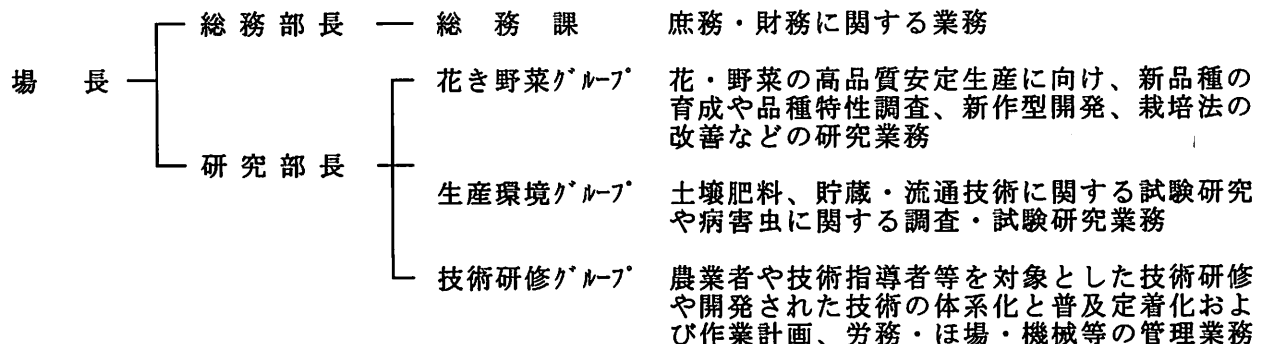 総務部長 総務課 庶務・財務に関する業務
場長 花き野菜グループ 花・野菜の高品質安定生産に向け、新品種の
育成や品種特性調査、新作型開発、栽培法の
改善などの研究業務
研究部長
生産環境グループ 土壌肥料、貯蔵・流通技術に関する試験研究
や病害虫に関する調査・試験研究業務
技術研修グループ 農業者や技術指導者等を対象とした技術研修
や開発された技術の体系化と普及定着化およ
び作業計画、労務・ほ場・機械等の管理業務